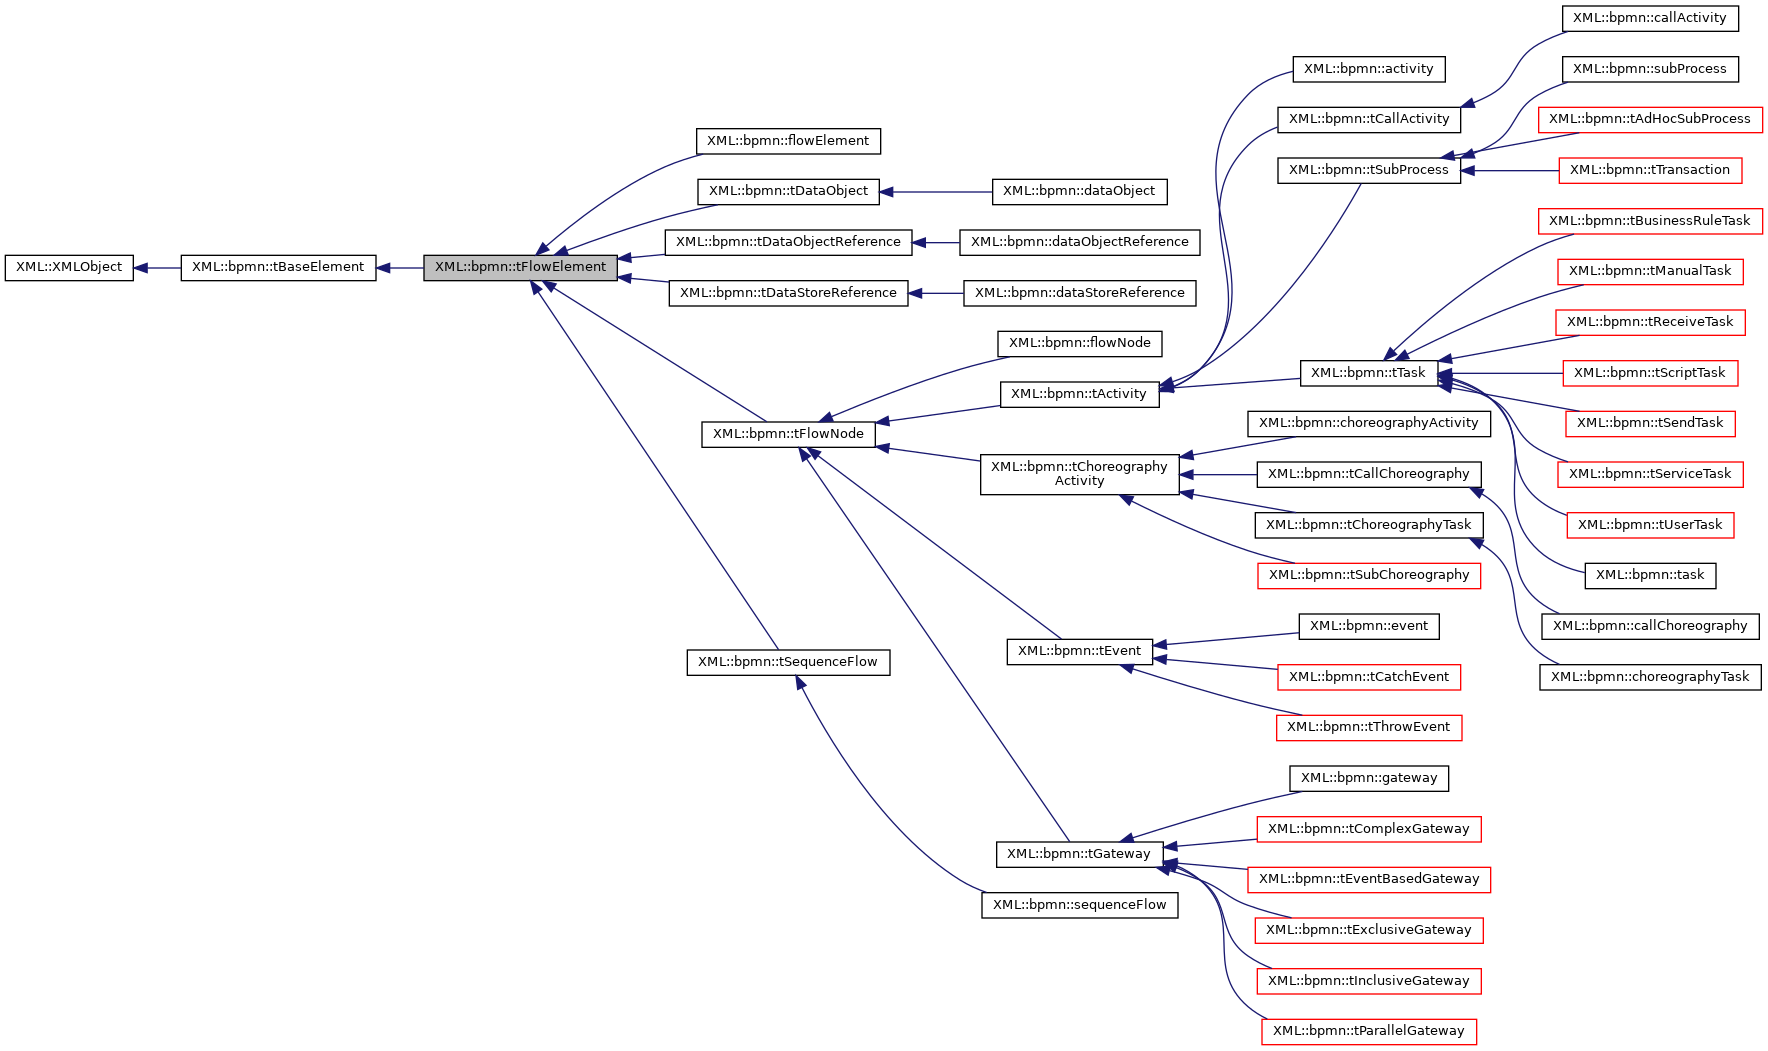 XML::XMLObject
XML::bpmn::tBaseElement
XML::bpmn::tFlowElement
XML::bpmn::flowElement
XML::bpmn::tDataObject
XML::bpmn::dataObject
XML::bpmn::tDataObjectReference
XML::bpmn::dataObjectReference
XML::bpmn::tDataStoreReference
XML::bpmn::dataStoreReference
XML::bpmn::tFlowNode
XML::bpmn::flowNode
XML::bpmn::tActivity
XML::bpmn::activity
XML::bpmn::tCallActivity
XML::bpmn::callActivity
XML::bpmn::tSubProcess
XML::bpmn::subProcess
XML::bpmn::tAdHocSubProcess
XML::bpmn::tTransaction
XML::bpmn::tTask
XML::bpmn::tBusinessRuleTask
XML::bpmn::tManualTask
XML::bpmn::tReceiveTask
XML::bpmn::tScriptTask
XML::bpmn::tSendTask
XML::bpmn::tServiceTask
XML::bpmn::tUserTask
XML::bpmn::task
XML::bpmn::tChoreography
Activity
XML::bpmn::choreographyActivity
XML::bpmn::tCallChoreography
XML::bpmn::callChoreography
XML::bpmn::tChoreographyTask
XML::bpmn::choreographyTask
XML::bpmn::tSubChoreography
XML::bpmn::tEvent
XML::bpmn::event
XML::bpmn::tCatchEvent
XML::bpmn::tThrowEvent
XML::bpmn::tGateway
XML::bpmn::gateway
XML::bpmn::tComplexGateway
XML::bpmn::tEventBasedGateway
XML::bpmn::tExclusiveGateway
XML::bpmn::tInclusiveGateway
XML::bpmn::tParallelGateway
XML::bpmn::tSequenceFlow
XML::bpmn::sequenceFlow